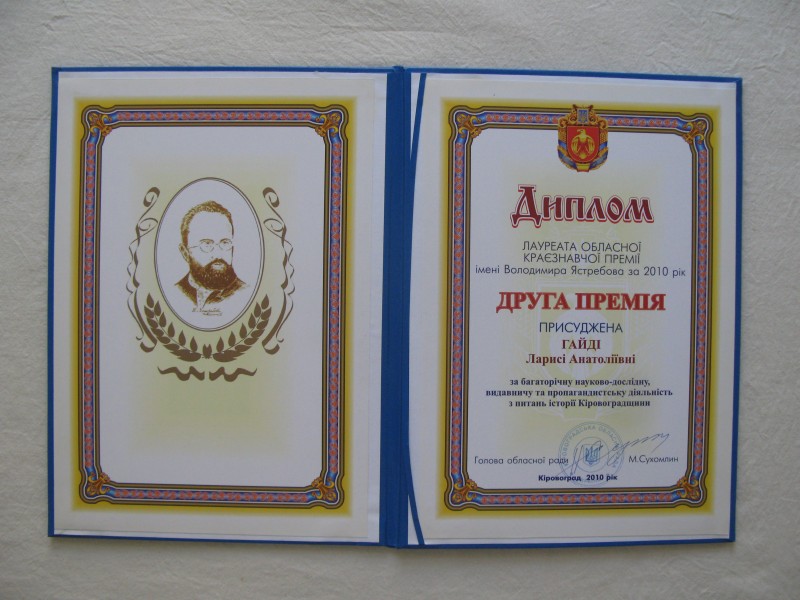 Диплом
ЛАУРЕАТА ОБЛАСНОЇ
КРАЄЗНАВЧОЇ ПРЕМІЇ
імені Володимира Ястребова за 2010 рік
ДРУГА ПРЕМІЯ
ПРИСУДЖЕНА
ГАЙДІ
Ларисі Анатоліївні
за багаторічну науково-дослідну,
видавничу та пропагандистську діяльність
з питань історії Кіровоградщини
Голова обласної ради М.Сухомлин
Кіровоград 2010 рік